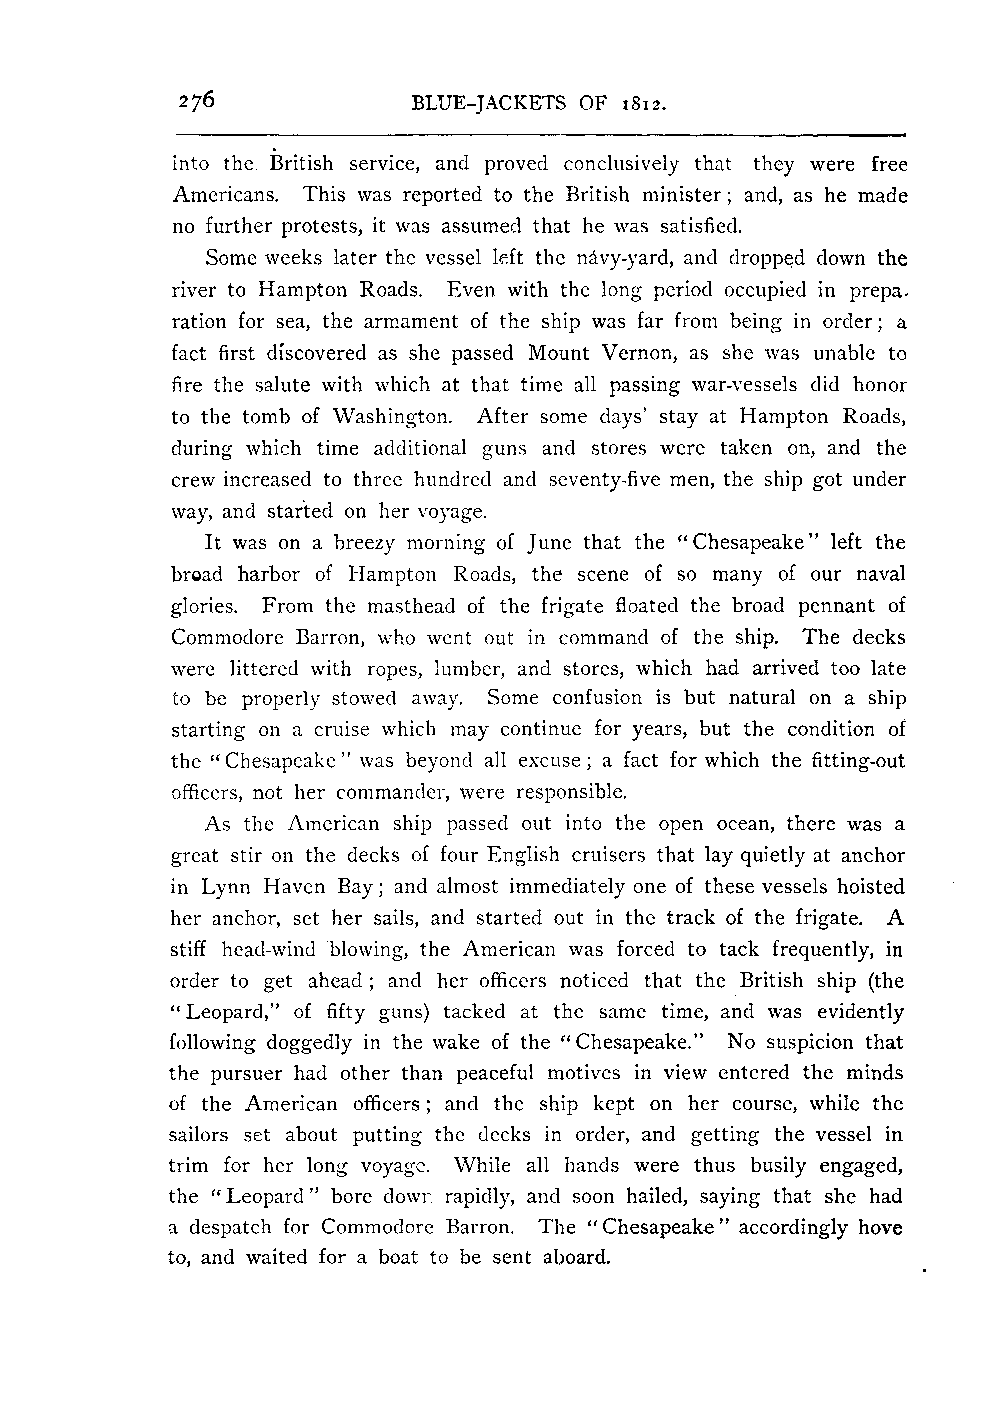 276 BLUE-JACKETS OF 1812.
into the British service, and proved conclusively that they were free
Americans. This was reported to the British minister; and, as he made
no further protests, it was assumed that he was satisfied.
Some weeks later the vessel left the navy-yard, and dropped down the
river to Hampton Roads. Even with the long period occupied in prepa-
ration for sea, the armament of the ship was far from being in order; a
fact first discovered as she passed Mount Vernon, as she was unable to
fire the salute with which at that time all passing war-vessels did honor
to the tomb of Washington. After some days' stay at Hampton Roads,
during which time additional guns and stores were taken on, and the
crew increased to three hundred and seventy-five men, the ship got under
way, and started on her voyage.
It was on a breezy morning of June that the "Chesapeake" left the
broad harbor of Hampton Roads, the scene of so many of our naval
glories. From the masthead of the frigate floated the broad pennant of
Commodore Barron, who went out in command of the ship. The decks
were littered with ropes, lumber, and stores, which had arrived too late
to be properly stowed away. Some confusion is but natural on a ship
starting on a cruise which may continue for years, but the condition of
the "Chesapeake" was beyond all excuse; a fact for which the fitting-out
officers, not her commander, were responsible.
As the American ship passed out into the open ocean, there was a
great stir on the decks of four English cruisers that lay quietly at anchor
in Lynn Haven Bay; and almost immediately one of these vessels hoisted
her anchor, set her sails, and started out in the track of the frigate. A
stiff head-wind blowing, the American was forced to tack frequently, in
order to get ahead; and her officers noticed that the British ship (the
"Leopard," of fifty guns) tacked at the same time, and was evidently
following doggedly in the wake of the "Chesapeake." No suspicion that
the pursuer had other than peaceful motives in view entered the minds
of the American officers; and the ship kept on her course, while the
sailors set about putting the decks in order, and getting the vessel in
trim for her long voyage. While all hands were thus busily engaged,
the "Leopard" bore down rapidly, and soon hailed, saying that she had
a despatch for Commodore Barron. The "Chesapeake" accordingly hove
to, and waited for a boat to be sent aboard.